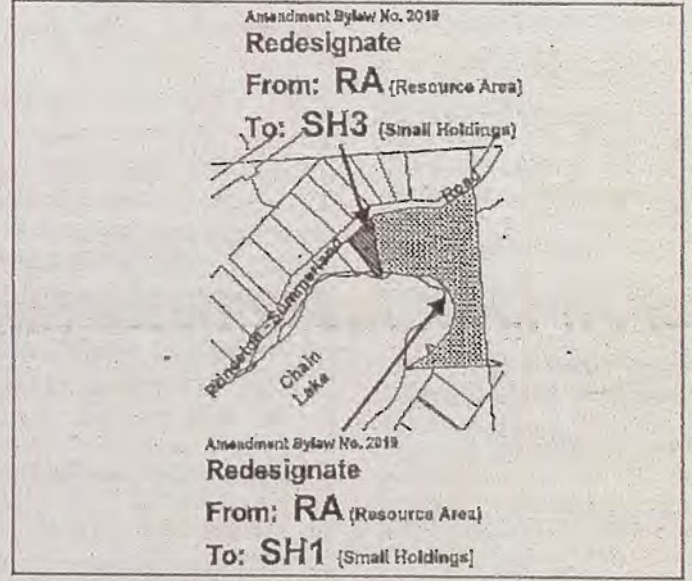 Amendment Bylaw No. 2019
Redesignate
From: RA (Resource Area)
To: SH3 (Small Holdings)
Princeton - Summerland Road
Chain
Lake
Amendment Bylaw No. 2019
Redesignate
From: RA (Resource Area)
To: SH1 (Small Holdings)